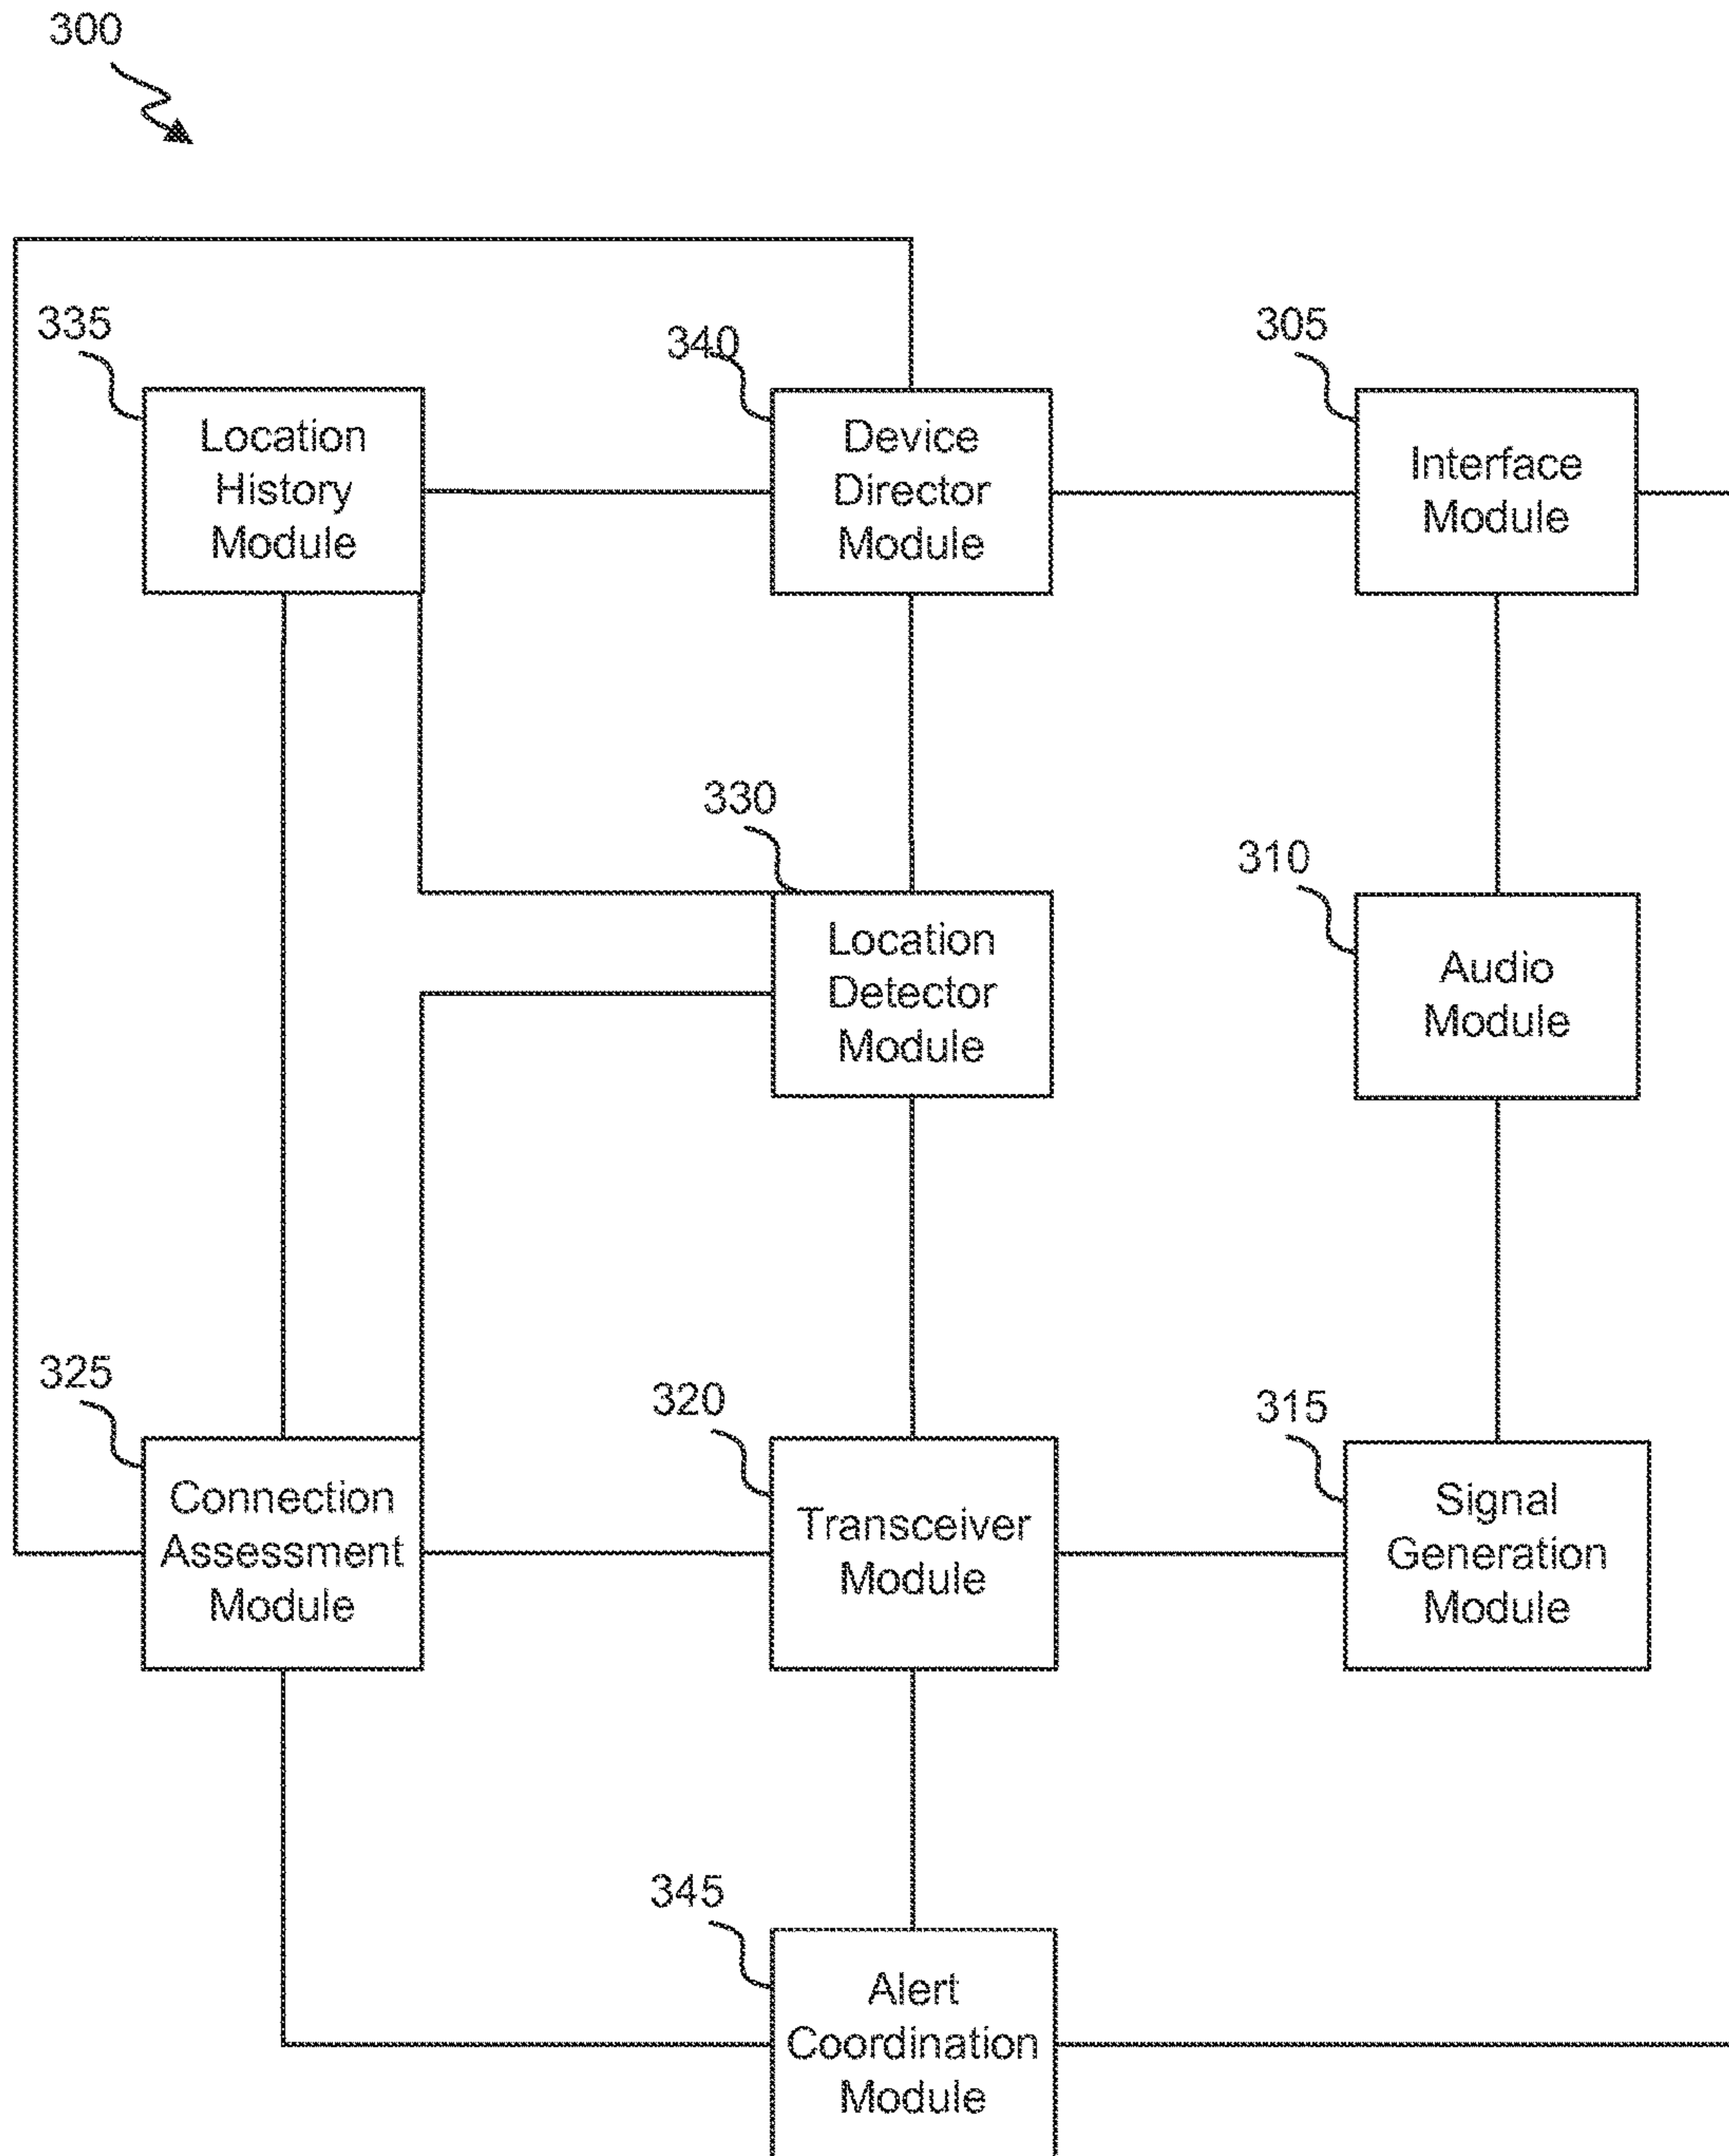 300
335
Location
History
Module
340
Device
Director
Module
305
Interface
Module
330
Location
Detector
Module
310
Audio
Module
325
Connection
Assessment
Module
320
Transceiver
Module
315
Signal
Generation
Module
345
Alert
Coordination
Module